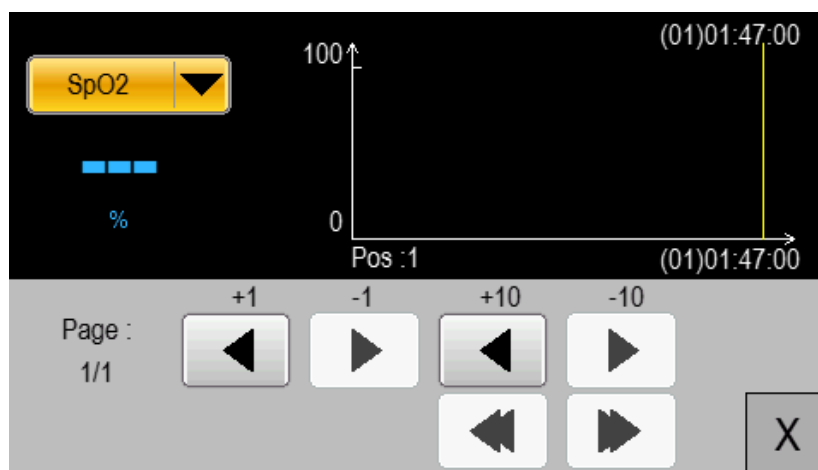 (01)01:47:00
100
SpO2
---
%
0
Pos :1
(01)01:47:00
+1 -1 +10 -10
Page :
1/1
X